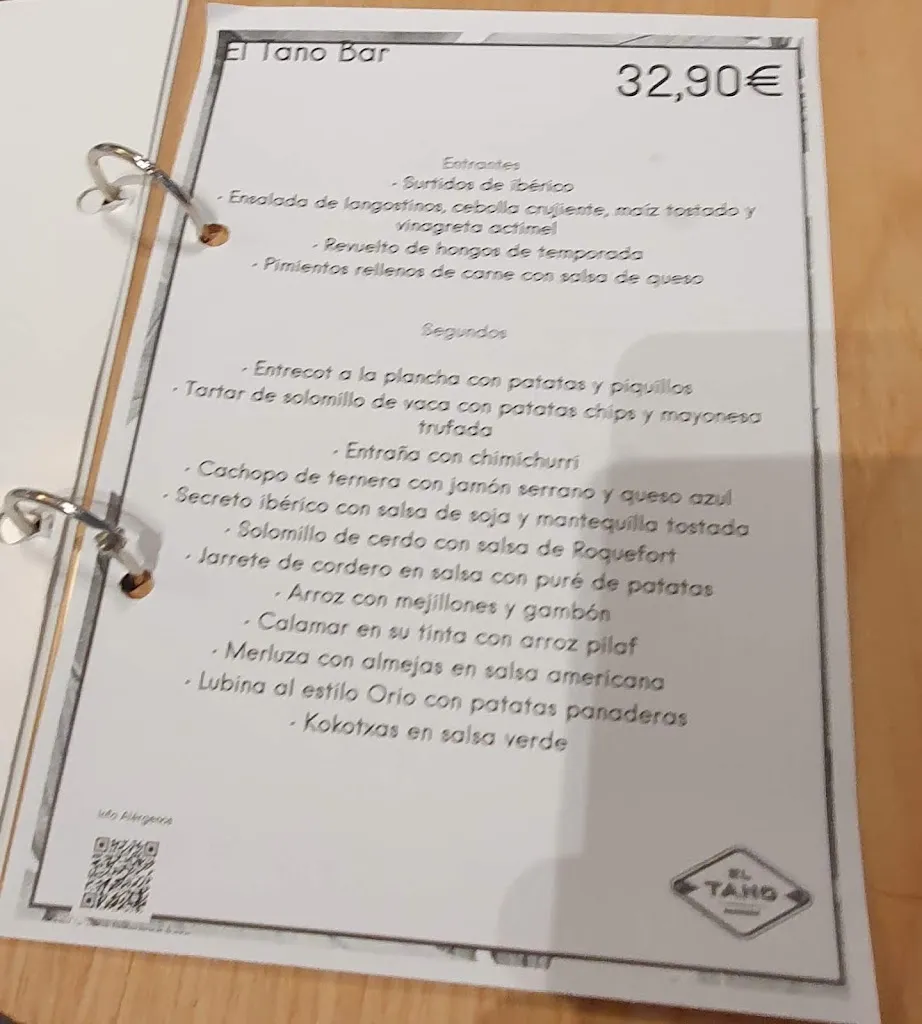 El Tano Bar
32,90€
Entrantes
- Surtidos de ibérico
- Ensalada de langostinos, cebolla crujiente, maíz tostado y
vinagreta actimel
- Revuelto de hongos de temporada
- Pimientos rellenos de carne con salsa de queso
Segundos
- Entrecot a la plancha con patatas y piquillos
- Tartar de solomillo de vaca con patatas chips y mayonesa
trufada
- Entraña con chimichurri
- Cachopo de ternera con jamón serrano y queso azul
- Secreto ibérico con salsa de soja y mantequilla tostada
- Solomillo de cerdo con salsa de Roquefort
- Jarrete de cordero en salsa con puré de patatas
- Arroz con mejillones y gambón
- Calamar en su tinta con arroz pilaf
- Merluza con almejas en salsa americana
- Lubina al estilo Orio con patatas panaderas
- Kokotxas en salsa verde
Info Alérgenos
EL
TANO